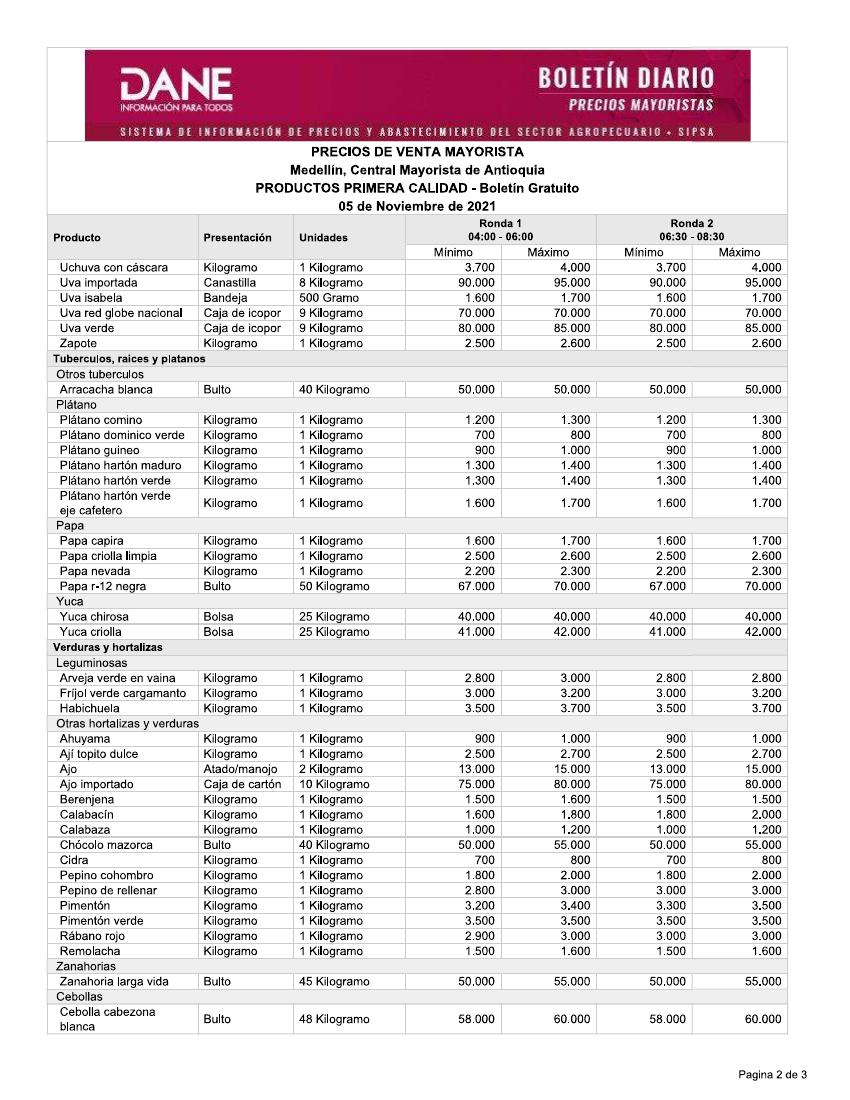 DANE
INFORMACIÓN PARA TODOS
BOLETÍN DIARIO
PRECIOS MAYORISTAS
SISTEMA DE INFORMACIÓN DE PRECIOS Y ABASTECIMIENTO DEL SECTOR AGROPECUARIO • SIPSA
PRECIOS DE VENTA MAYORISTA
Medellín, Central Mayorista de Antioquia
PRODUCTOS PRIMERA CALIDAD - Boletín Gratuito
05 de Noviembre de 2021
Producto Presentación Unidades Ronda 1 04:00 - 06:00 Ronda 2 06:30 - 08:30
Mínimo Máximo Mínimo Máximo
Uchuva con cáscara Kilogramo 1 Kilogramo 3.700 4.000 3.700 4.000
Uva importada Canastilla 8 Kilogramo 90.000 95.000 90.000 95.000
Uva isabela Bandeja 500 Gramo 1.600 1.700 1.600 1.700
Uva red globe nacional Caja de icopor 9 Kilogramo 70.000 70.000 70.000 70.000
Uva verde Caja de icopor 9 Kilogramo 80.000 85.000 80.000 85.000
Zapote Kilogramo 1 Kilogramo 2.500 2.600 2.500 2.600
Tuberculos, raices y platanos
Otros tuberculos
Arracacha blanca Bulto 40 Kilogramo 50.000 50.000 50.000 50.000
Plátano
Plátano comino Kilogramo 1 Kilogramo 1.200 1.300 1.200 1.300
Plátano dominico verde Kilogramo 1 Kilogramo 700 800 700 800
Plátano guineo Kilogramo 1 Kilogramo 900 1.000 900 1.000
Plátano hartón maduro Kilogramo 1 Kilogramo 1.300 1.400 1.300 1.400
Plátano hartón verde Kilogramo 1 Kilogramo 1.300 1.400 1.300 1.400
Plátano hartón verde
eje cafetero Kilogramo 1 Kilogramo 1.600 1.700 1.600 1.700
Papa
Papa capira Kilogramo 1 Kilogramo 1.600 1.700 1.600 1.700
Papa criolla limpia Kilogramo 1 Kilogramo 2.500 2.600 2.500 2.600
Papa nevada Kilogramo 1 Kilogramo 2.200 2.300 2.200 2.300
Papa r-12 negra Bulto 50 Kilogramo 67.000 70.000 67.000 70.000
Yuca
Yuca chirosa Bolsa 25 Kilogramo 40.000 40.000 40.000 40.000
Yuca criolla Bolsa 25 Kilogramo 41.000 42.000 41.000 42.000
Verduras y hortalizas
Leguminosas
Arveja verde en vaina Kilogramo 1 Kilogramo 2.800 3.000 2.800 2.800
Fríjol verde cargamanto Kilogramo 1 Kilogramo 3.000 3.200 3.000 3.200
Habichuela Kilogramo 1 Kilogramo 3.500 3.700 3.500 3.700
Otras hortalizas y verduras
Ahuyama Kilogramo 1 Kilogramo 900 1.000 900 1.000
Ají topito dulce Kilogramo 1 Kilogramo 2.500 2.700 2.500 2.700
Ajo Atado/manojo 2 Kilogramo 13.000 15.000 13.000 15.000
Ajo importado Caja de cartón 10 Kilogramo 75.000 80.000 75.000 80.000
Berenjena Kilogramo 1 Kilogramo 1.500 1.600 1.500 1.500
Calabacín Kilogramo 1 Kilogramo 1.600 1.800 1.800 2.000
Calabaza Kilogramo 1 Kilogramo 1.000 1.200 1.000 1.200
Chócolo mazorca Bulto 40 Kilogramo 50.000 55.000 50.000 55.000
Cidra Kilogramo 1 Kilogramo 700 800 700 800
Pepino cohombro Kilogramo 1 Kilogramo 1.800 2.000 1.800 2.000
Pepino de rellenar Kilogramo 1 Kilogramo 2.800 3.000 3.000 3.000
Pimentón Kilogramo 1 Kilogramo 3.200 3.400 3.300 3.500
Pimentón verde Kilogramo 1 Kilogramo 3.500 3.500 3.500 3.500
Rábano rojo Kilogramo 1 Kilogramo 2.900 3.000 3.000 3.000
Remolacha Kilogramo 1 Kilogramo 1.500 1.600 1.500 1.600
Zanahorias
Zanahoria larga vida Bulto 45 Kilogramo 50.000 55.000 50.000 55.000
Cebollas
Cebolla cabezona
blanca Bulto 48 Kilogramo 58.000 60.000 58.000 60.000
Pagina 2 de 3